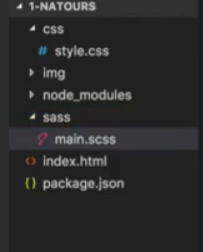 1-NATOURS
css
# style.css
img
node_modules
sass
main.scss
<> index.html
{} package.json